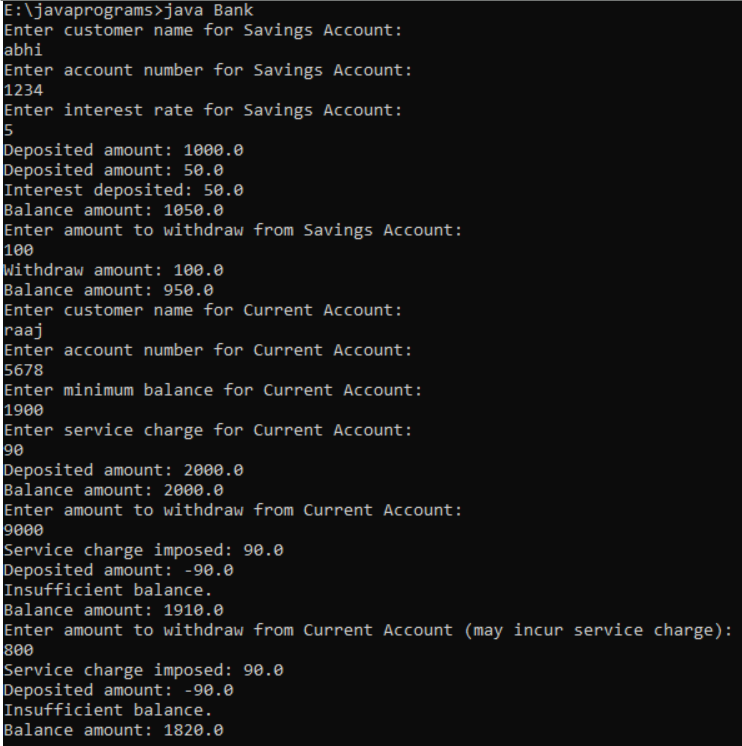 E:\javaprograms>java Bank
Enter customer name for Savings Account:
abhi
Enter account number for Savings Account:
1234
Enter interest rate for Savings Account:
5
Deposited amount: 1000.0
Deposited amount: 50.0
Interest deposited: 50.0
Balance amount: 1050.0
Enter amount to withdraw from Savings Account:
100
Withdraw amount: 100.0
Balance amount: 950.0
Enter customer name for Current Account:
raaj
Enter account number for Current Account:
5678
Enter minimum balance for Current Account:
1900
Enter service charge for Current Account:
90
Deposited amount: 2000.0
Balance amount: 2000.0
Enter amount to withdraw from Current Account:
9000
Service charge imposed: 90.0
Deposited amount: -90.0
Insufficient balance.
Balance amount: 1910.0
Enter amount to withdraw from Current Account (may incur service charge):
800
Service charge imposed: 90.0
Deposited amount: -90.0
Insufficient balance.
Balance amount: 1820.0